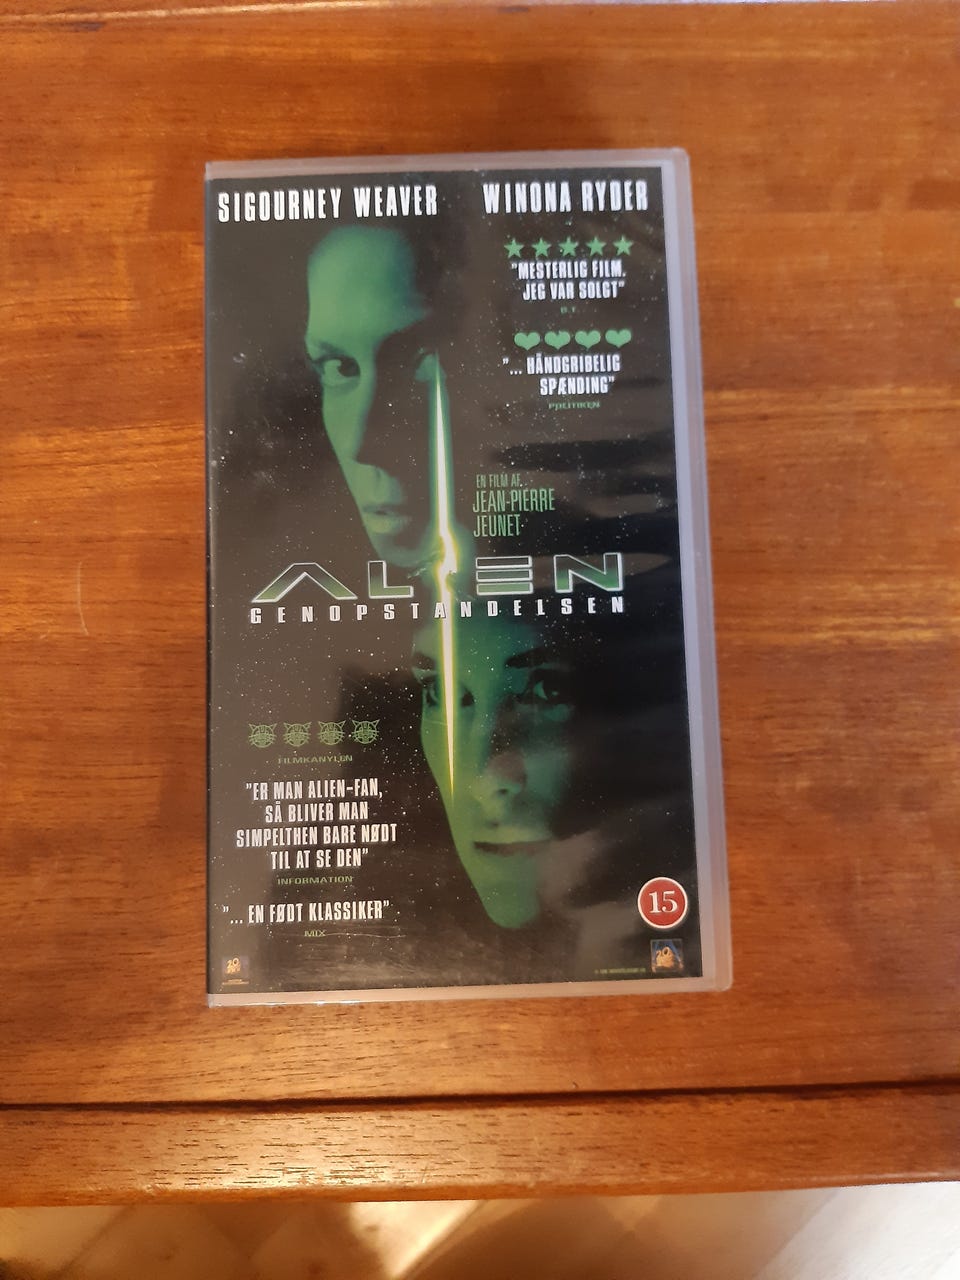 SIGOURNEY WEAVER
WINONA RYDER
"MESTERLIG FILM.
JEG VAR SOLGT"
B.T.
"... HÅNDGRIBELIG
SPÆNDING"
POLITIKEN
EN FILM AF
JEAN-PIERRE
JEUNET
ALIEN
GENOPSTANDELSEN
FILMKANYLEN
"ER MAN ALIEN-FAN,
SÅ BLIVER MAN
SIMPELTHEN BARE NØDT
TIL AT SE DEN"
INFORMATION
"... EN FØDT KLASSIKER"
MIX
15
20
20